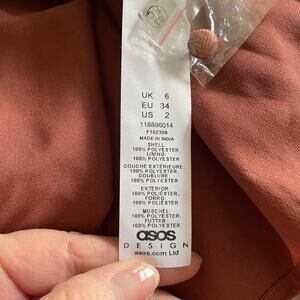 UK 6
EU 34
US 2
118896014
F102309
MADE IN INDIA
SHELL:
100% POLYESTER,
LINING:
100% POLYESTER.
COUCHE EXTÉRIEURE:
100% POLYESTER,
DOUBLURE:
100% POLYESTER.
EXTERIOR:
100% POLIÉSTER,
FORRO:
100% POLIÉSTER.
MUSCHEL:
100% POLYESTER,
FUTTER:
100% POLYESTER.
asos
DESIGN
asos.com Ltd